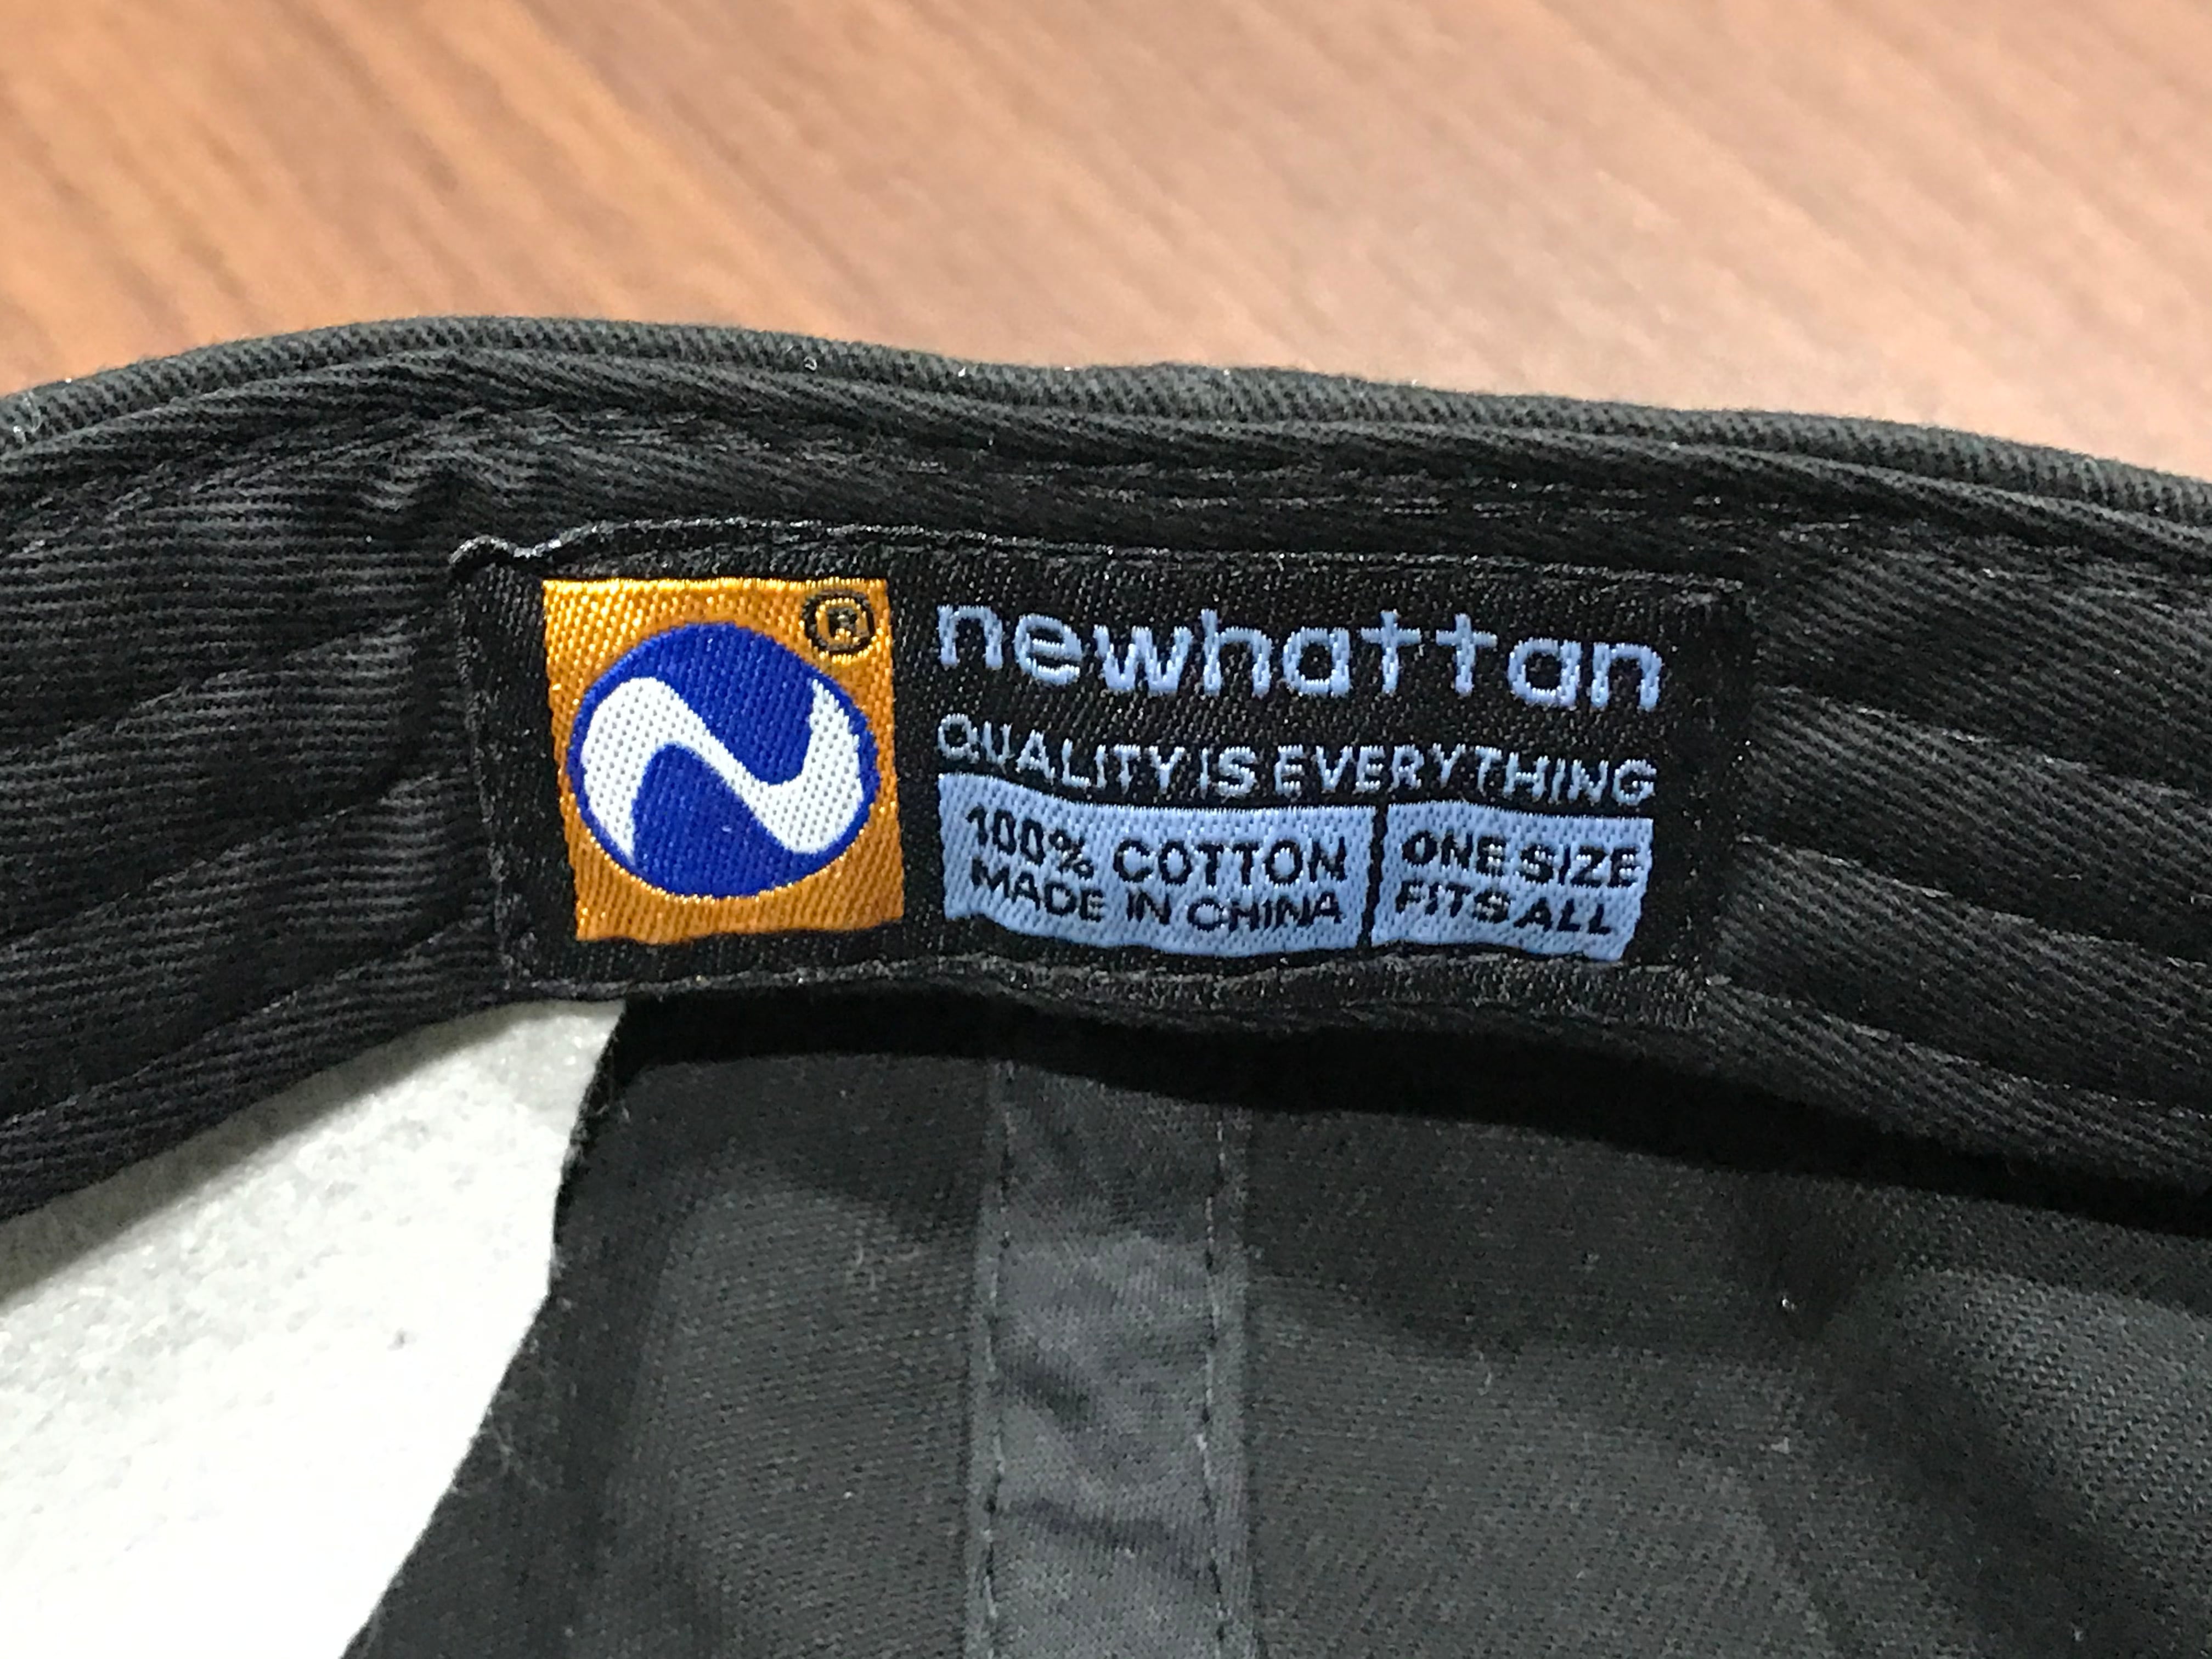 ®
newhattan
QUALITY IS EVERYTHING
100% COTTON
MADE IN CHINA
ONE SIZE
FITS ALL